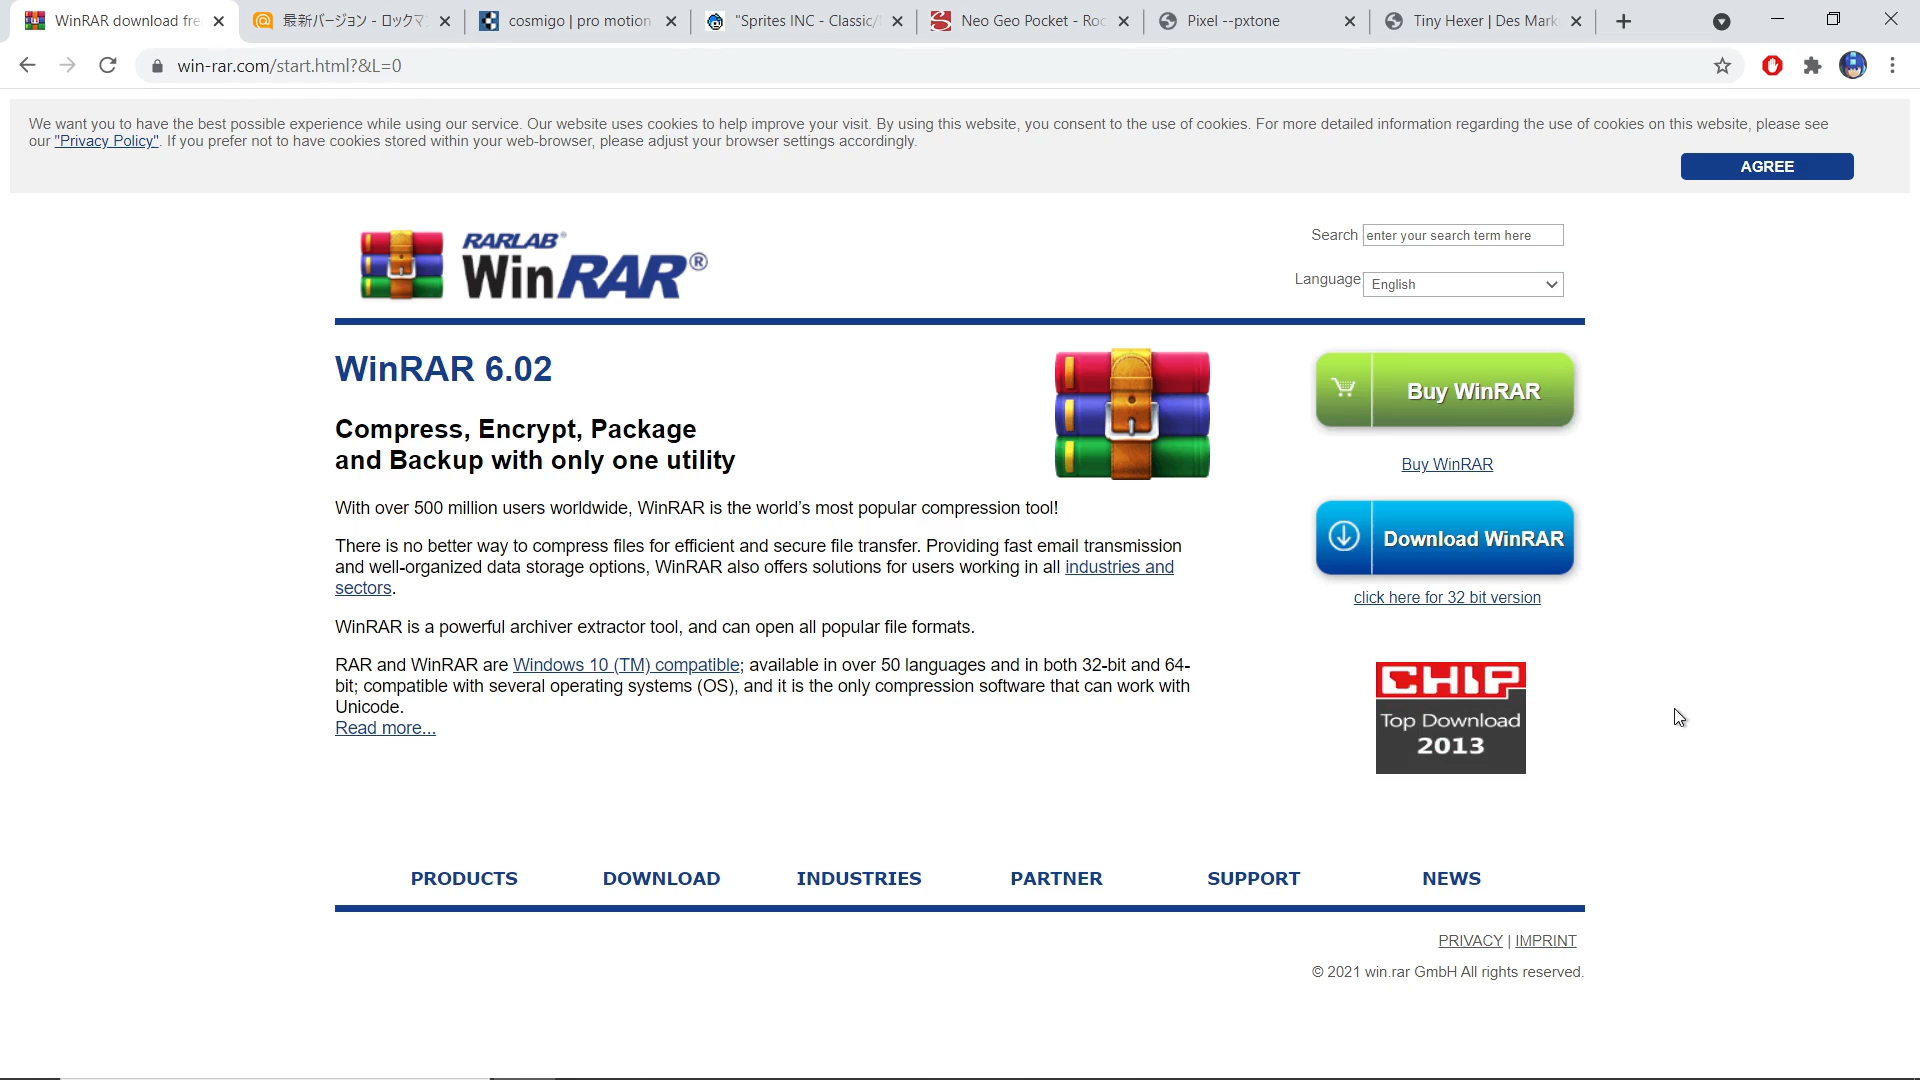 WinRAR download fre
最新バージョン - ロックマ
cosmigo | pro motion
"Sprites INC - Classic/
Neo Geo Pocket - Roc
Pixel --pxtone
Tiny Hexer | Des Mark
win-rar.com/start.html?&L=0
We want you to have the best possible experience while using our service. Our website uses cookies to help improve your visit. By using this website, you consent to the use of cookies. For more detailed information regarding the use of cookies on this website, please see
our "Privacy Policy". If you prefer not to have cookies stored within your web-browser, please adjust your browser settings accordingly.
AGREE
RARLAB®
WinRAR®
Search enter your search term here
Language English
WinRAR 6.02
Compress, Encrypt, Package
and Backup with only one utility
With over 500 million users worldwide, WinRAR is the world's most popular compression tool!
There is no better way to compress files for efficient and secure file transfer. Providing fast email transmission
and well-organized data storage options, WinRAR also offers solutions for users working in all industries and
sectors.
WinRAR is a powerful archiver extractor tool, and can open all popular file formats.
RAR and WinRAR are Windows 10 (TM) compatible; available in over 50 languages and in both 32-bit and 64-
bit; compatible with several operating systems (OS), and it is the only compression software that can work with
Unicode.
Read more...
Buy WinRAR
Buy WinRAR
Download WinRAR
click here for 32 bit version
CHIP
Top Download
2013
PRODUCTS
DOWNLOAD
INDUSTRIES
PARTNER
SUPPORT
NEWS
PRIVACY | IMPRINT
© 2021 win.rar GmbH All rights reserved.